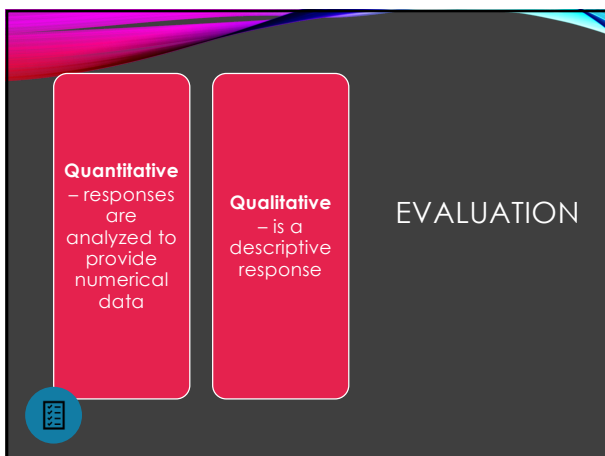 Quantitative
– responses
are
analyzed to
provide
numerical
data
Qualitative
– is a
descriptive
response
EVALUATION